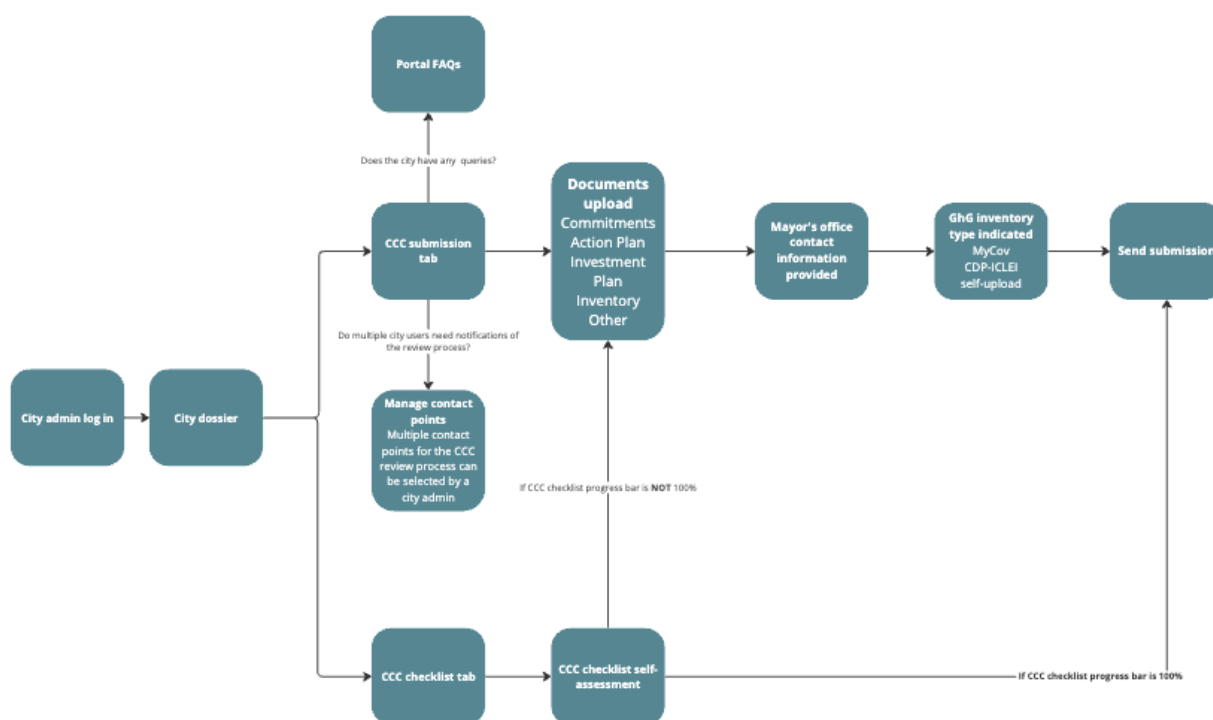 Portal FAQs
Does the city have any queries?
CCC submission
tab
Documents
upload
Commitments
Action Plan
Investment
Plan
Inventory
Other
Mayor's office
contact
information
provided
GhG inventory
type indicated
MyCov
CDP-ICLEI
self-upload
Send submission
Do multiple city users need notifications of
the review process?
City admin log in
City dossier
Manage contact
points
Multiple contact
points for the CCC
review process can
be selected by a
city admin
If CCC checklist progress bar is NOT 100%
CCC checklist tab
CCC checklist self-
assessment
If CCC checklist progress bar is 100%